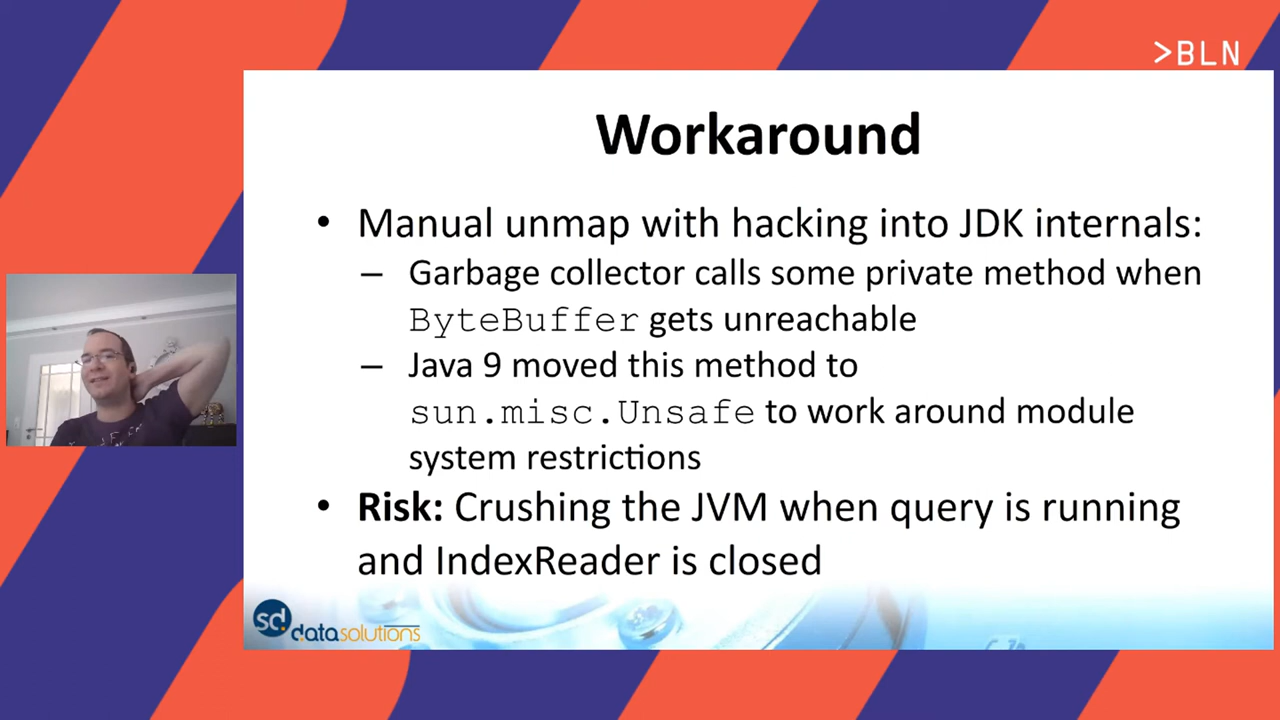 >BLN
Workaround
• Manual unmap with hacking into JDK internals:
– Garbage collector calls some private method when
ByteBuffer gets unreachable
– Java 9 moved this method to
sun.misc.Unsafe to work around module
system restrictions
• Risk: Crushing the JVM when query is running
and IndexReader is closed
sd.
datasolutions